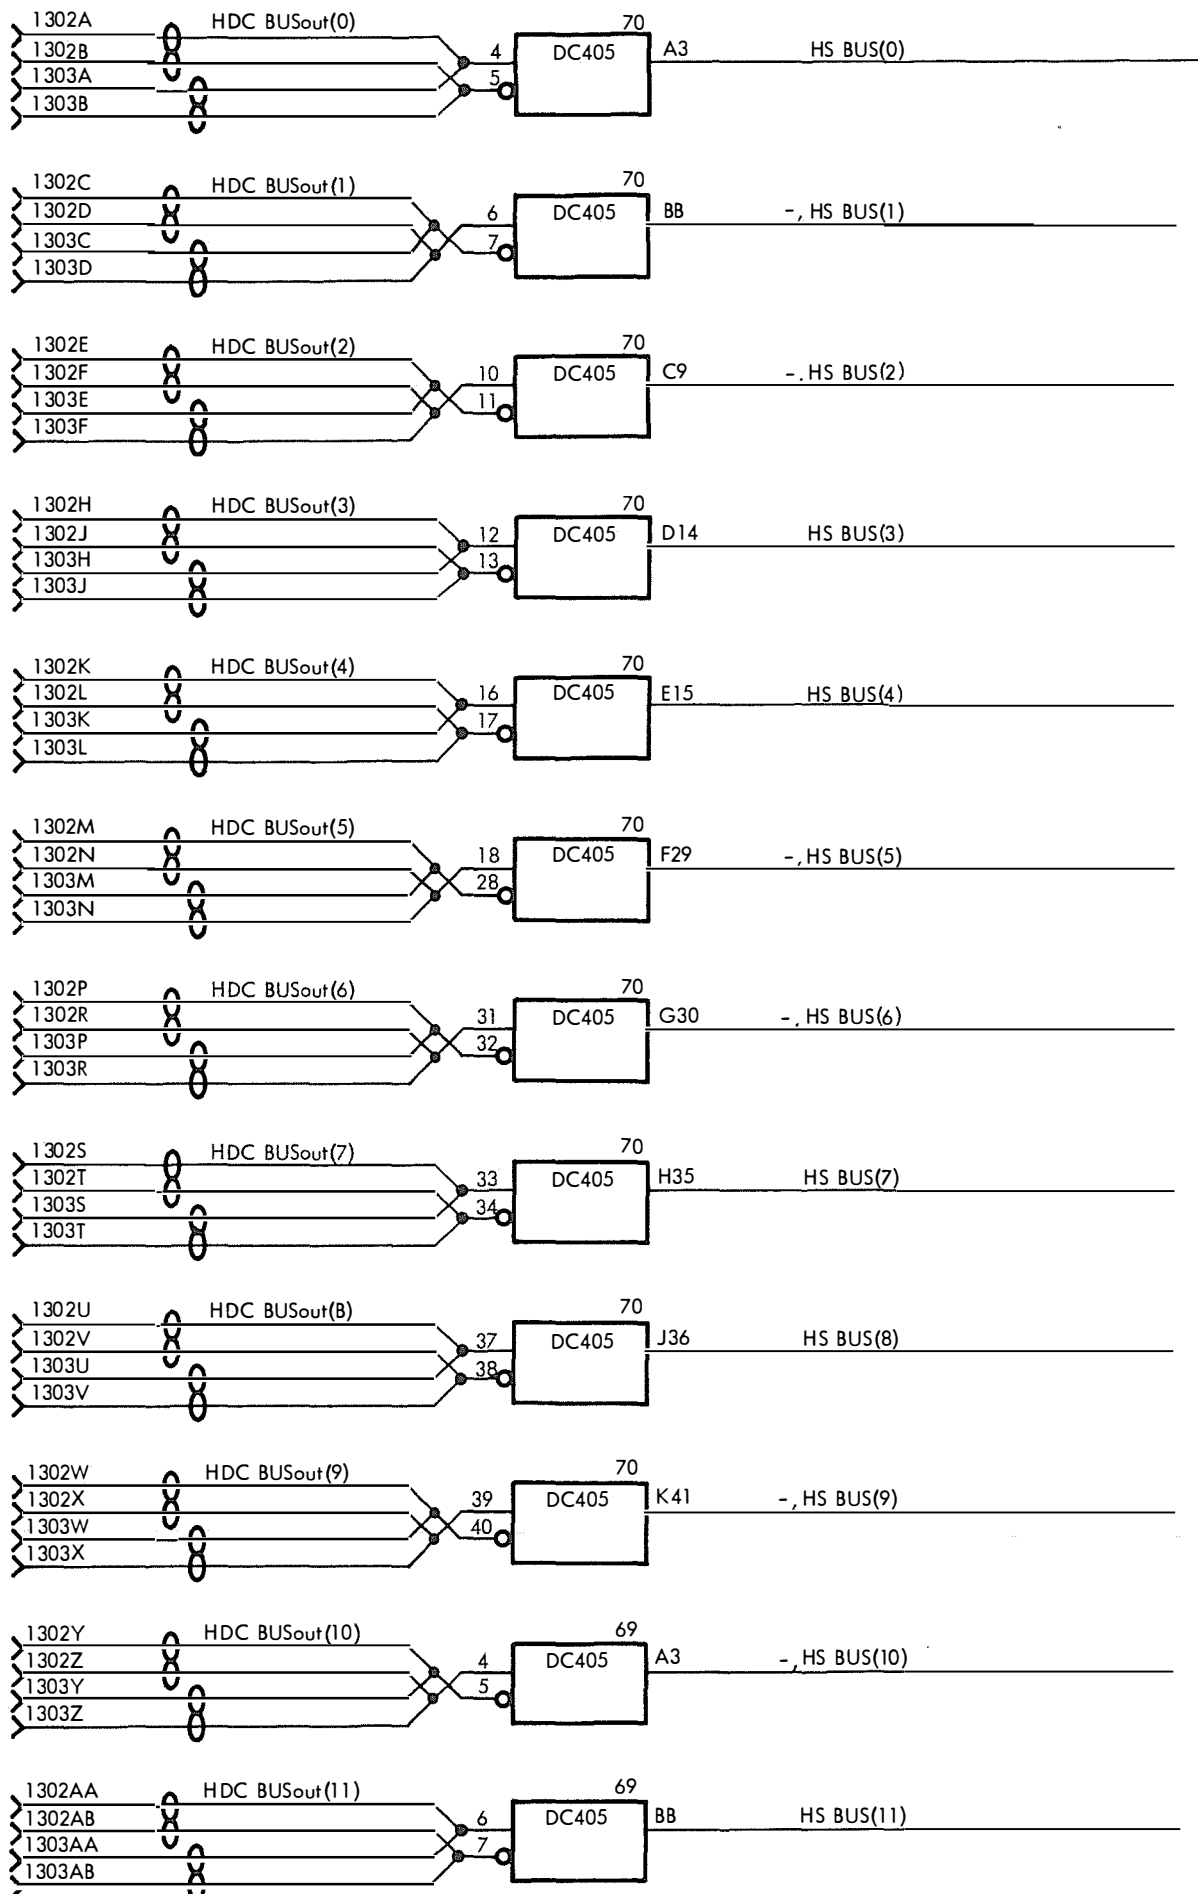 1302A HDC BUSout(0) 70
1302B 4 DC405 A3 HS BUS(0)
1303A 5
1303B
1302C HDC BUSout(1) 70
1302D 6 DC405 BB -, HS BUS(1)
1303C 7
1303D
1302E HDC BUSout(2) 70
1302F 10 DC405 C9 -. HS BUS(2)
1303E 11
1303F
1302H HDC BUSout(3) 70
1302J 12 DC405 D14 HS BUS(3)
1303H 13
1303J
1302K HDC BUSout(4) 70
1302L 16 DC405 E15 HS BUS(4)
1303K 17
1303L
1302M HDC BUSout(5) 70
1302N 18 DC405 F29 -, HS BUS(5)
1303M 28
1303N
1302P HDC BUSout(6) 70
1302R 31 DC405 G30 -, HS BUS(6)
1303P 32
1303R
1302S HDC BUSout(7) 70
1302T 33 DC405 H35 HS BUS(7)
1303S 34
1303T
1302U HDC BUSout(B) 70
1302V 37 DC405 J36 HS BUS(8)
1303U 38
1303V
1302W HDC BUSout(9) 70
1302X 39 DC405 K41 -, HS BUS(9)
1303W 40
1303X
1302Y HDC BUSout(10) 69
1302Z 4 DC405 A3 -, HS BUS(10)
1303Y 5
1303Z
1302AA HDC BUSout(11) 69
1302AB 6 DC405 BB HS BUS(11)
1303AA 7
1303AB